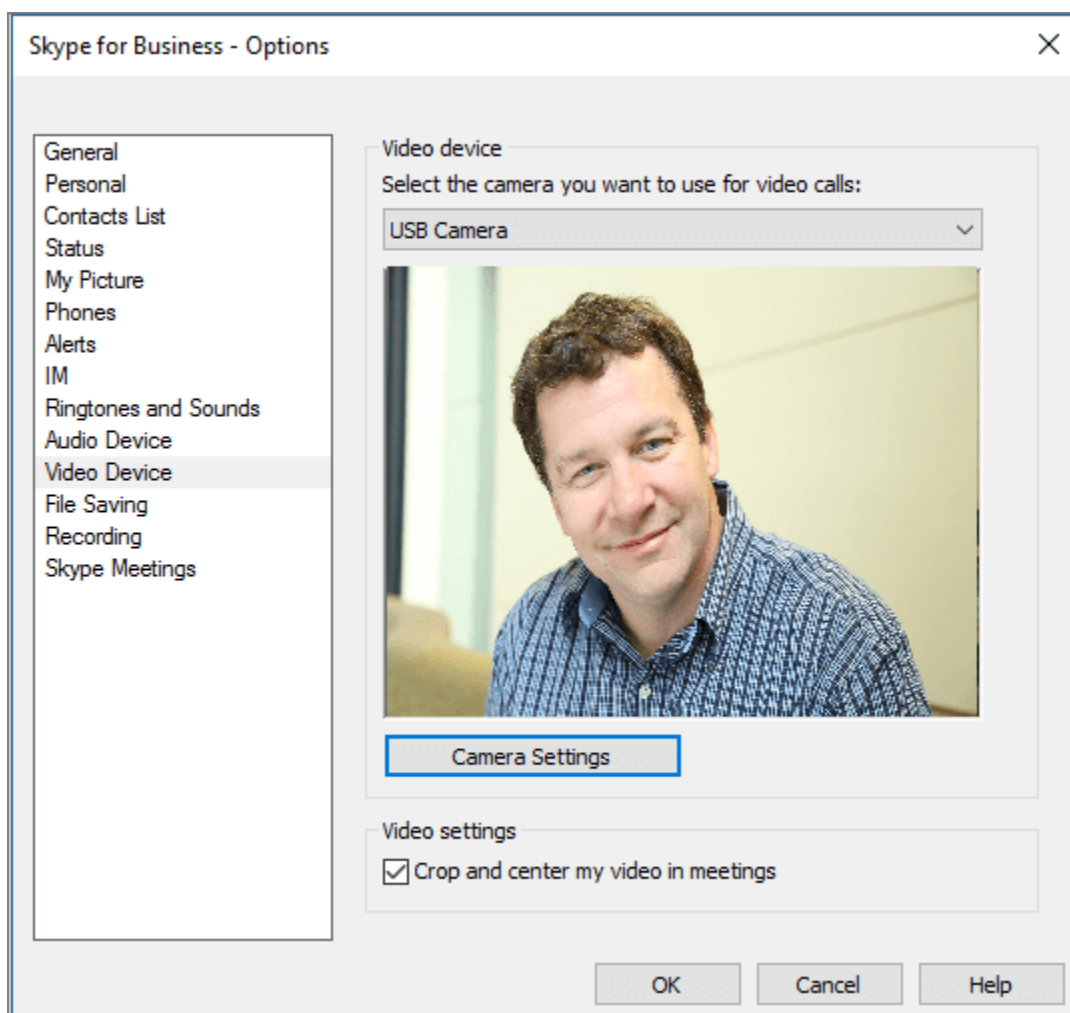 Skype for Business - Options
General
Personal
Contacts List
Status
My Picture
Phones
Alerts
IM
Ringtones and Sounds
Audio Device
Video Device
File Saving
Recording
Skype Meetings
Video device
Select the camera you want to use for video calls:
USB Camera
Camera Settings
Video settings
Crop and center my video in meetings
OK
Cancel
Help